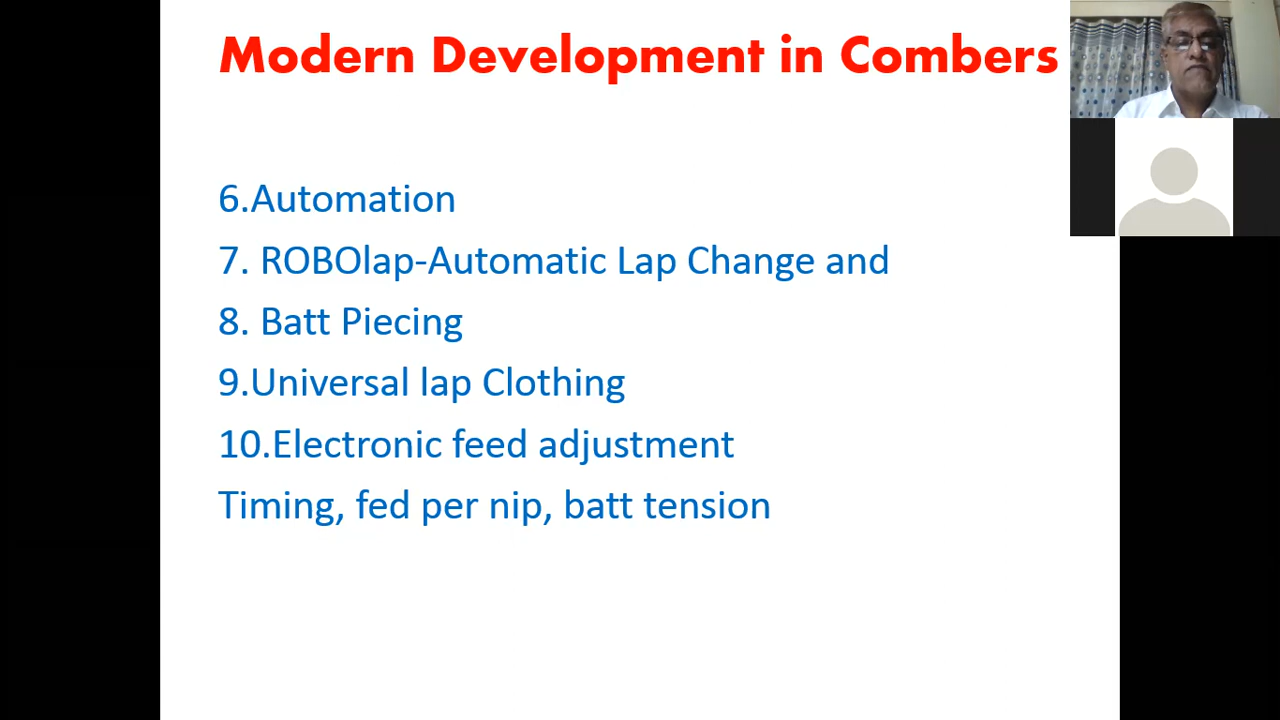 Modern Development in Combers
6.Automation
7. ROBOlap-Automatic Lap Change and
8. Batt Piecing
9.Universal lap Clothing
10.Electronic feed adjustment
Timing, fed per nip, batt tension